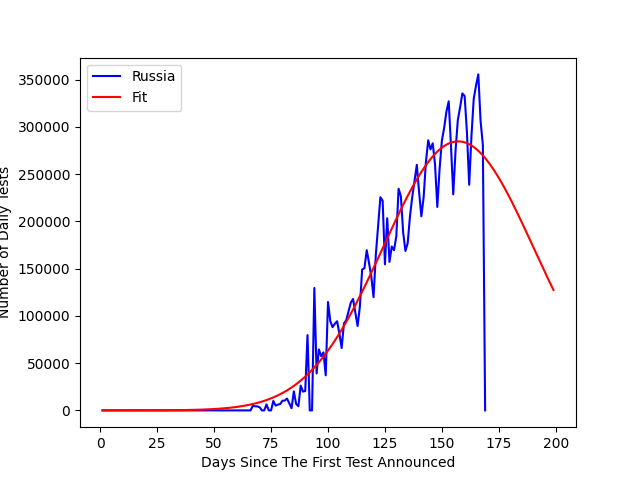 Russia
Fit
350000
300000
250000
200000
150000
100000
50000
0
Number of Daily Tests
0 25 50 75 100 125 150 175 200
Days Since The First Test Announced